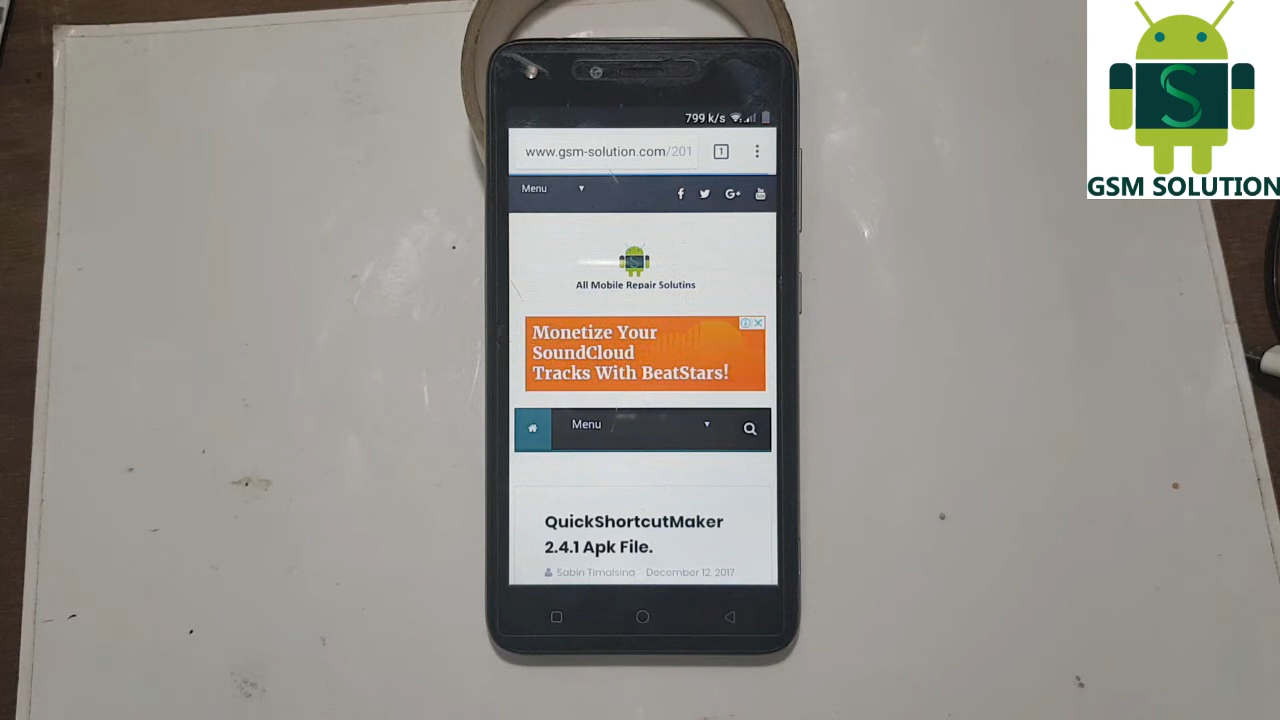 799 k/s
www.gsm-solution.com/201
1
Menu
G+
You
All Mobile Repair Solutins
Monetize Your
SoundCloud
Tracks With BeatStars!
Menu
QuickShortcutMaker
2.4.1 Apk File.
Sabin Timalsina December 12, 2017
S
GSM SOLUTION